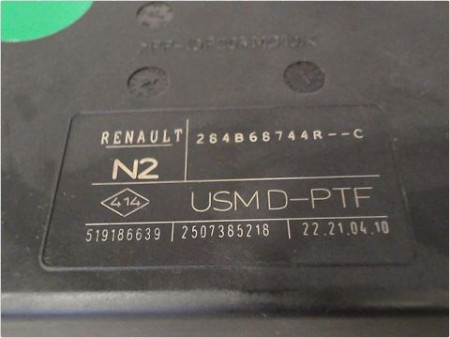 RENAULT 284B68744R--C
N2
414 USM D-PTF
519186639 2507385218 22.21.04.10